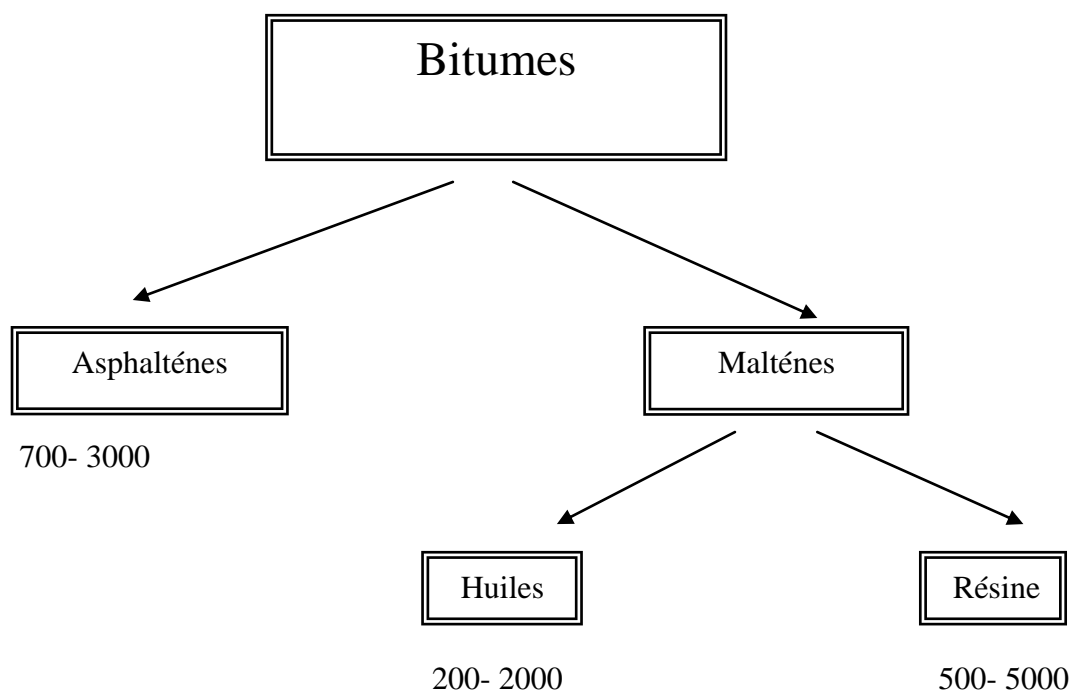 Bitumes
Asphalténes
Malténes
700- 3000
Huiles
Résine
200- 2000
500- 5000